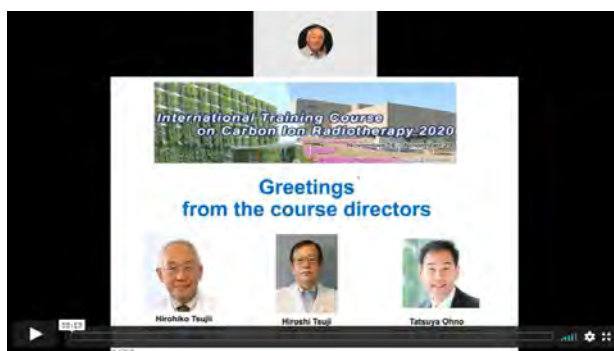 International Training Course
on Carbon Ion Radiotherapy 2020
Greetings
from the course directors
Hirohiko Tsujii
Hiroshi Tsuji
Tatsuya Ohno